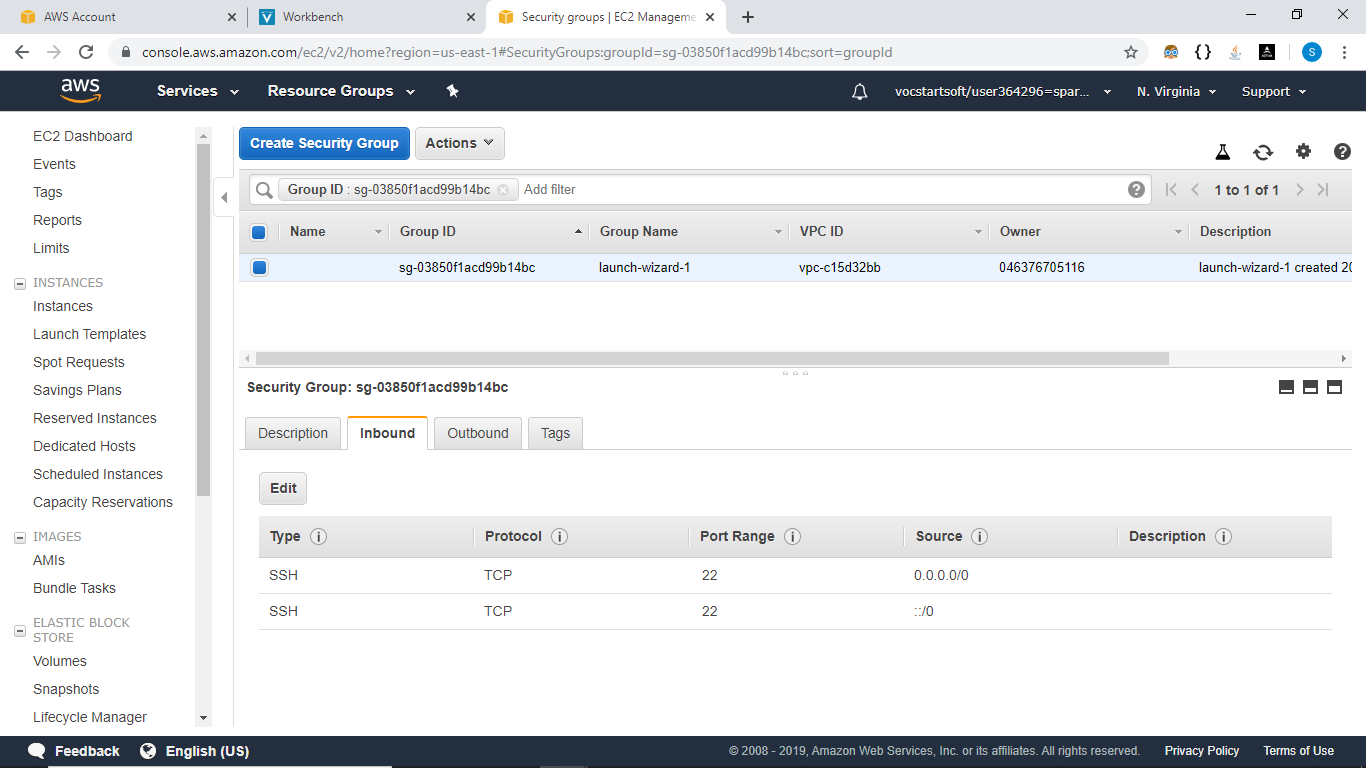 AWS Account
Workbench
Security groups | EC2 Manageme
console.aws.amazon.com/ec2/v2/home?region=us-east-1#SecurityGroups:groupId=sg-03850f1acd99b14bc;sort=groupId
S
aws
Services
Resource Groups
vocstartsoft/user364296=spar...
N. Virginia
Support
EC2 Dashboard
Events
Tags
Reports
Limits
INSTANCES
Instances
Launch Templates
Spot Requests
Savings Plans
Reserved Instances
Dedicated Hosts
Scheduled Instances
Capacity Reservations
IMAGES
AMIs
Bundle Tasks
ELASTIC BLOCK
STORE
Volumes
Snapshots
Lifecycle Manager
Create Security Group
Actions
Group ID : sg-03850f1acd99b14bc Add filter
1 to 1 of 1
Name Group ID Group Name VPC ID Owner Description
sg-03850f1acd99b14bc launch-wizard-1 vpc-c15d32bb 046376705116 launch-wizard-1 created 20
Security Group: sg-03850f1acd99b14bc
Description Inbound Outbound Tags
Edit
Type Protocol Port Range Source Description
SSH TCP 22 0.0.0.0/0
SSH TCP 22 ::/0
Feedback
English (US)
© 2008 - 2019, Amazon Web Services, Inc. or its affiliates. All rights reserved.
Privacy Policy
Terms of Use